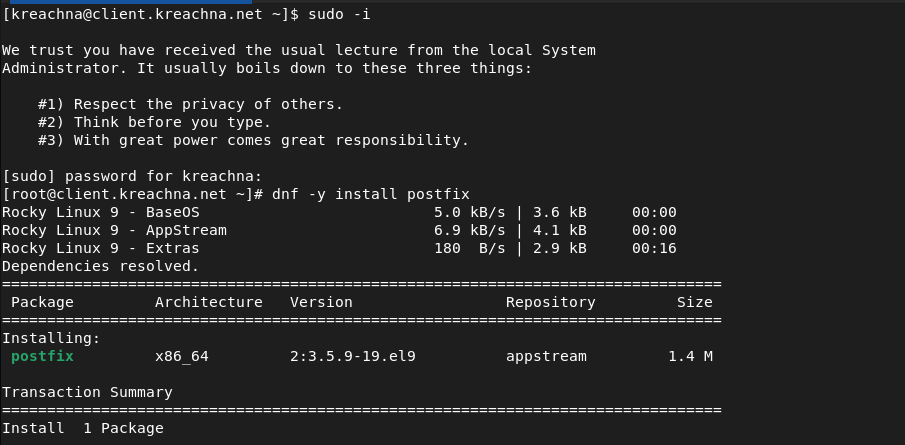 [kreachna@client.kreachna.net ~]$ sudo -i
We trust you have received the usual lecture from the local System
Administrator. It usually boils down to these three things:
#1) Respect the privacy of others.
#2) Think before you type.
#3) With great power comes great responsibility.
[sudo] password for kreachna:
[root@client.kreachna.net ~]# dnf -y install postfix
Rocky Linux 9 - BaseOS                          5.0 kB/s | 3.6 kB     00:00
Rocky Linux 9 - AppStream                       6.9 kB/s | 4.1 kB     00:00
Rocky Linux 9 - Extras                          180  B/s | 2.9 kB     00:16
Dependencies resolved.
================================================================================
 Package         Architecture   Version                 Repository         Size
================================================================================
Installing:
 postfix         x86_64         2:3.5.9-19.el9          appstream         1.4 M
Transaction Summary
================================================================================
Install  1 Package